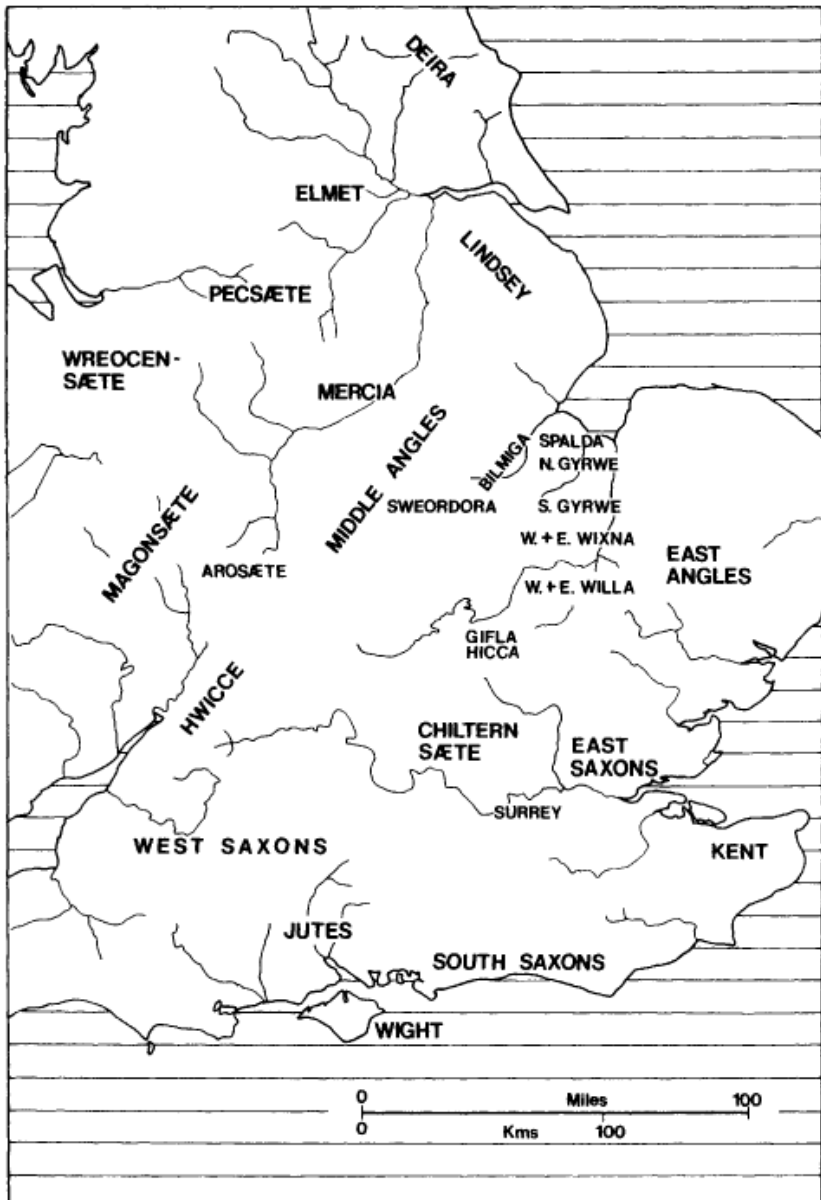 DEIRA
ELMET
LINDSEY
PECSÆTE
WREOCEN-
SÆTE
MERCIA
MIDDLE ANGLES
BILMIGA
SPALDA
N. GYRWE
SWEORDORA
S. GYRWE
MAGONSÆTE
W. + E. WIXNA
EAST
ANGLES
AROSÆTE
W. + E. WILLA
GIFLA
HICCA
HWICCE
CHILTERN
SÆTE
EAST
SAXONS
SURREY
WEST SAXONS
KENT
JUTES
SOUTH SAXONS
WIGHT
0 Miles 100
0 Kms 100